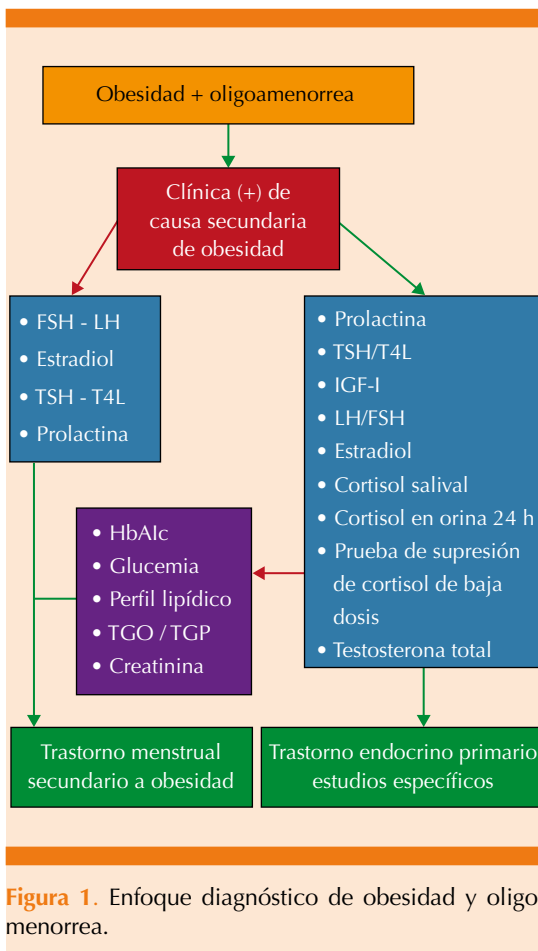 Obesidad + oligoamenorrea
Clínica (+) de
causa secundaria
de obesidad
• FSH - LH
• Estradiol
• TSH - T4L
• Prolactina
• Prolactina
• TSH/T4L
• IGF-I
• LH/FSH
• Estradiol
• Cortisol salival
• Cortisol en orina 24 h
• Prueba de supresión
de cortisol de baja
dosis
• Testosterona total
• HbAIc
• Glucemia
• Perfil lipídico
• TGO / TGP
• Creatinina
Trastorno menstrual
secundario a obesidad
Trastorno endocrino primario
estudios específicos
Figura 1. Enfoque diagnóstico de obesidad y oligo
menorrea.